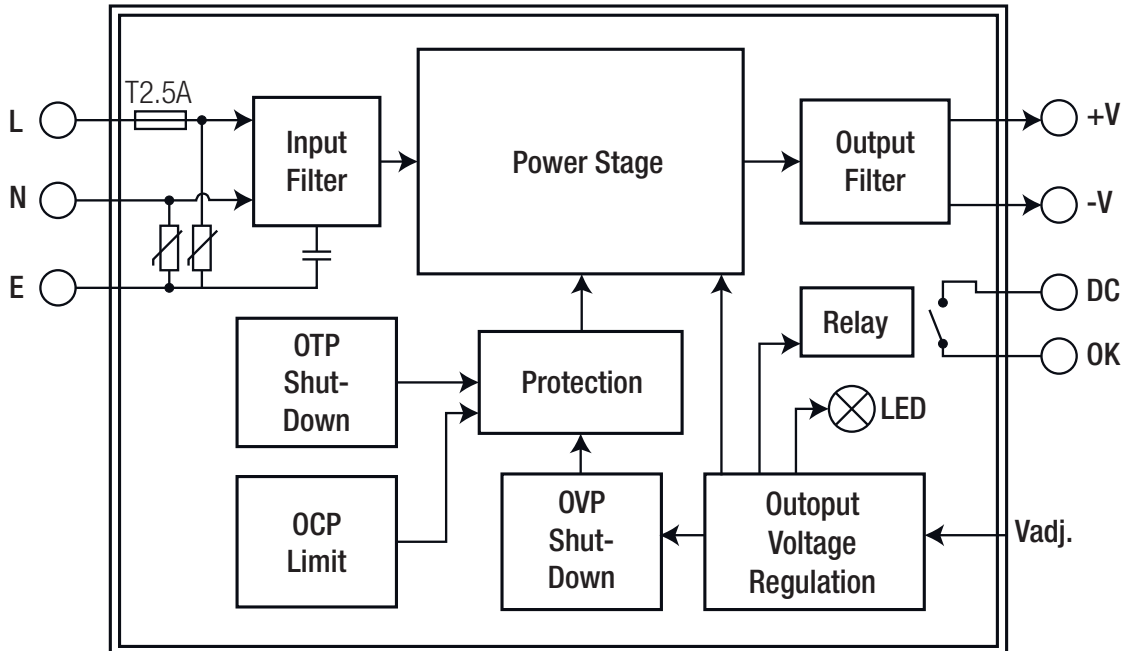 T2.5A
L
Input
Filter
Power Stage
Output
Filter
+V
N
-V
E
DC
Relay
OK
OTP
Shut-
Down
Protection
LED
OCP
Limit
OVP
Shut-
Down
Outoput
Voltage
Regulation
Vadj.